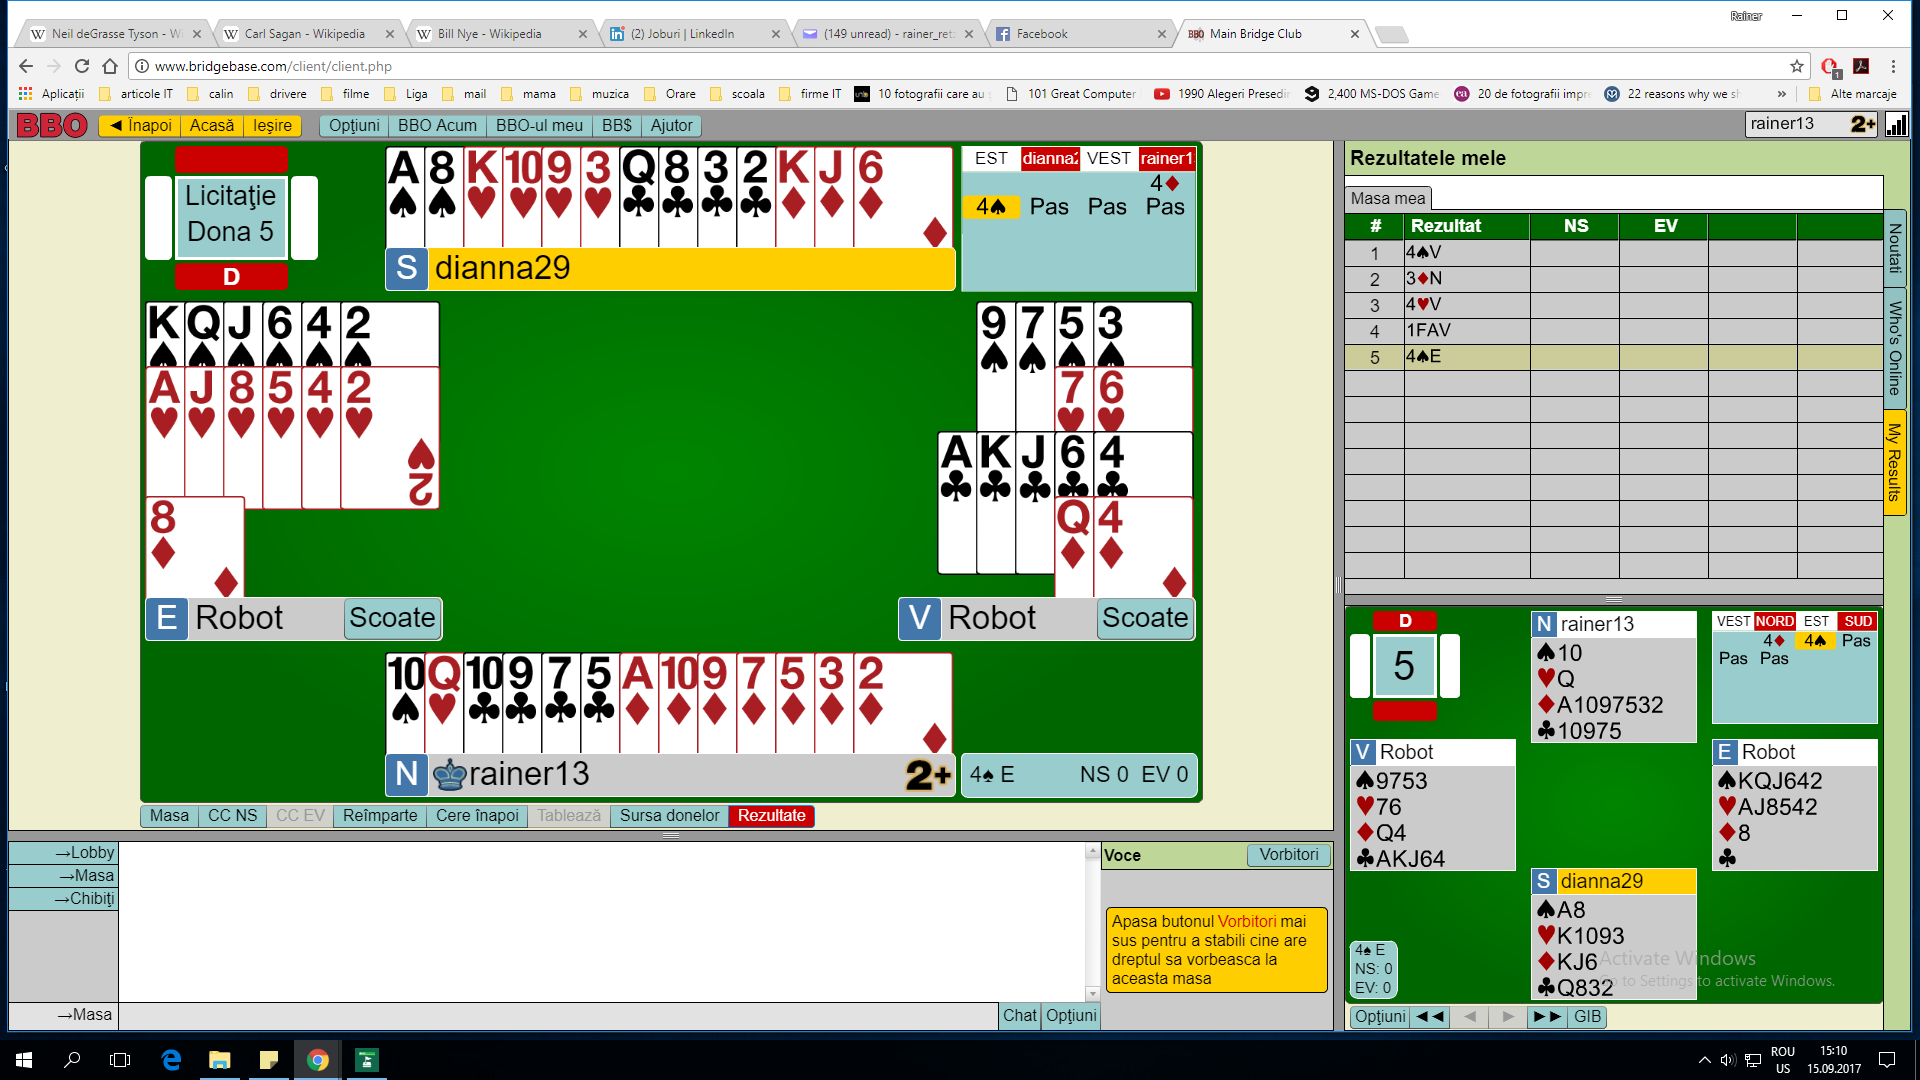 Rainer
Neil deGrasse Tyson - W
Carl Sagan - Wikipedia
Bill Nye - Wikipedia
(2) Joburi | LinkedIn
(149 unread) - rainer_ret
Facebook
Main Bridge Club
www.bridgebase.com/client/client.php
Aplicații articole IT calin drivere filme Liga mail mama muzica Orare scoala firme IT 10 fotografii care au 101 Great Computer 1990 Alegeri Presedin 2,400 MS-DOS Game 20 de fotografii impre 22 reasons why we sh » Alte marcaje
BBO ◄ Înapoi Acasă Ieşire Opţiuni BBO Acum BBO-ul meu BB$ Ajutor rainer13 2+
Licitaţie
Dona 5
D
A 8 K 10 9 3 Q 8 3 2 K J 6
S dianna29
EST dianna2 VEST rainer1
4♦
4♠ Pas Pas Pas
K Q J 6 4 2
A J 8 5 4 2
2
8
E Robot Scoate
9 7 5 3
7 6
A K J 6 4
Q 4
V Robot Scoate
10 Q 10 9 7 5 A 10 9 7 5 3 2
N rainer13 2+
4♠ E NS 0 EV 0
Masa CC NS CC EV Reîmparte Cere înapoi Tablează Sursa donelor Rezultate
→Lobby
→Masa
→Chibiţi
→Masa
Chat Opţiuni
Voce Vorbitori
Apasa butonul Vorbitori mai
sus pentru a stabili cine are
dreptul sa vorbeasca la
aceasta masa
Rezultatele mele
Masa mea
# Rezultat NS EV
1 4♠V
2 3♦N
3 4♥V
4 1FAV
5 4♠E
Noutati
Who's Online
My Results
D
5
N rainer13
♠10
♥Q
♦A1097532
♣10975
VEST NORD EST SUD
4♦ 4♠ Pas
Pas Pas
V Robot
♠9753
♥76
♦Q4
♣AKJ64
E Robot
♠KQJ642
♥AJ8542
♦8
♣
S dianna29
♠A8
♥K1093
♦KJ6
♣Q832
4♠ E
NS: 0
EV: 0
Activate Windows
Go to Settings to activate Windows.
Opţiuni ◄◄ ◄ ► ►► GIB
ROU
US
15:10
15.09.2017